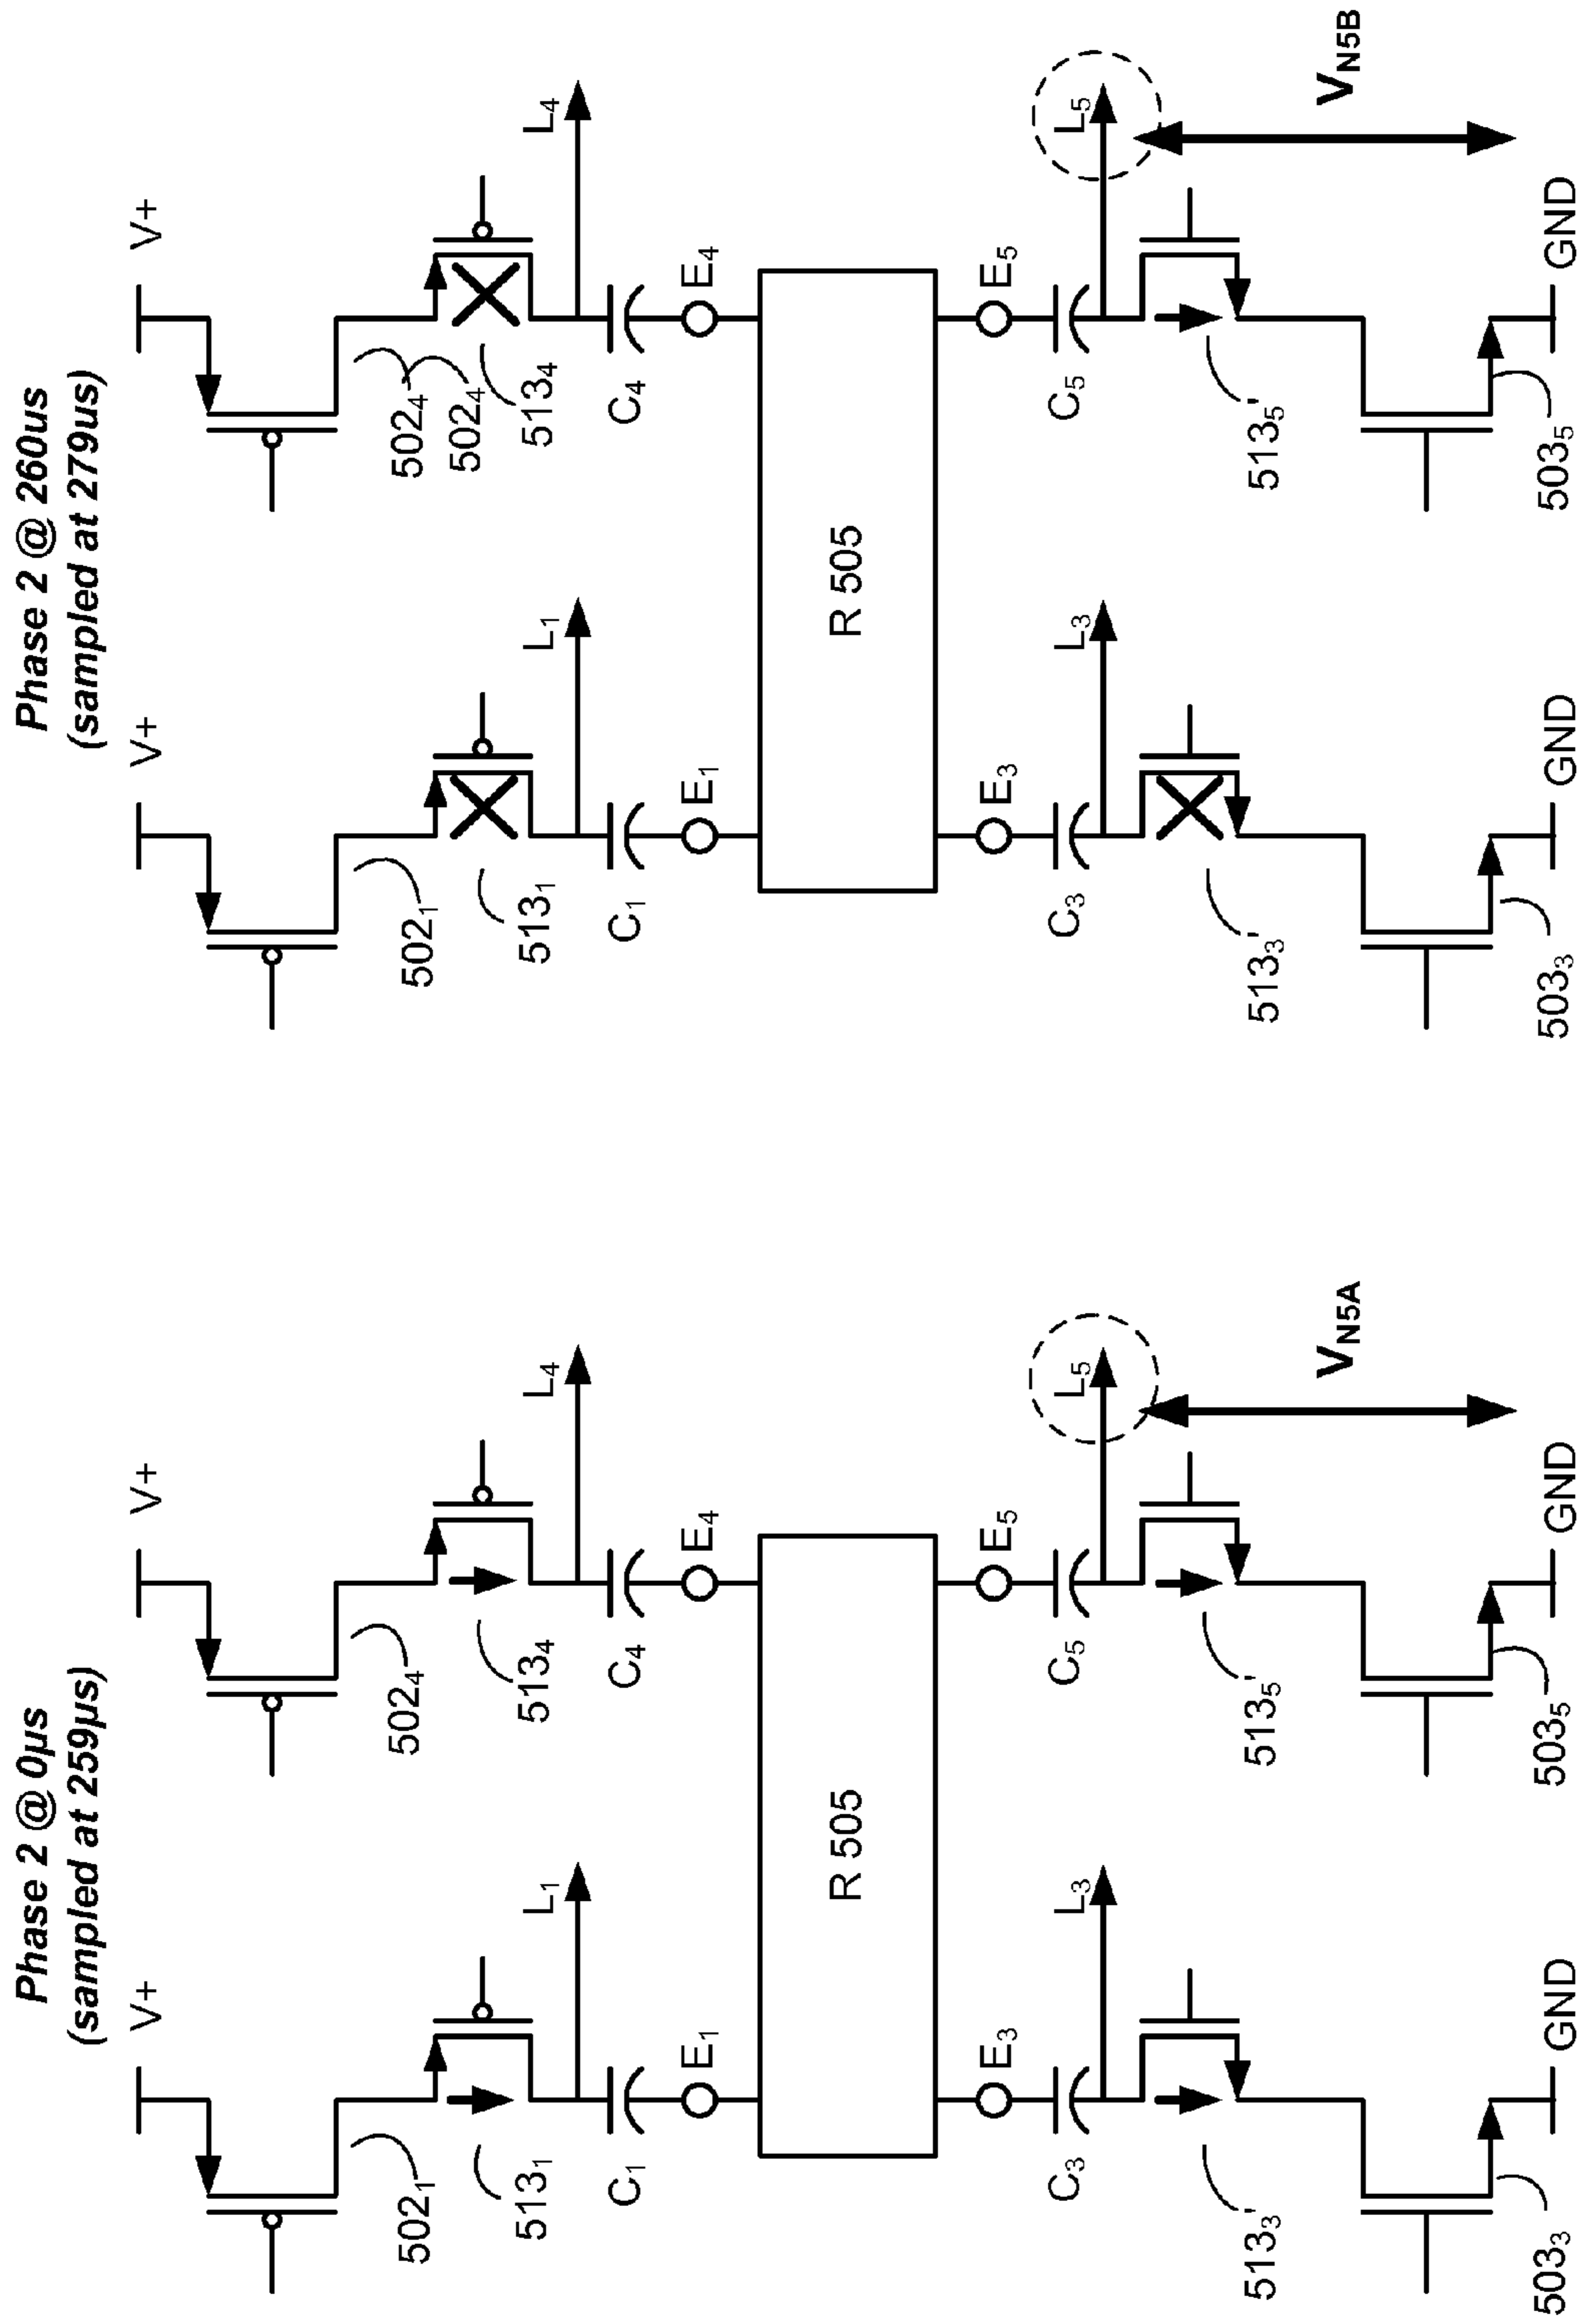 Phase 2 @ 0µs
(sampled at 259µs)
V+
V+
502₁
502₄
513₁
513₄
L₁
L₄
C₁
E₁
C₄
E₄
R 505
C₃
E₃
C₅
E₅
L₃
L₅
513₃'
513₅'
V_N5A
503₃
GND
503₅
GND
Phase 2 @ 260us
(sampled at 279us)
V+
V+
502₁
502₄
502₄
513₁
513₄
L₁
L₄
C₁
E₁
C₄
E₄
R 505
C₃
E₃
C₅
E₅
L₃
L₅
513₃'
513₅'
V_N5B
503₃
GND
503₅
GND